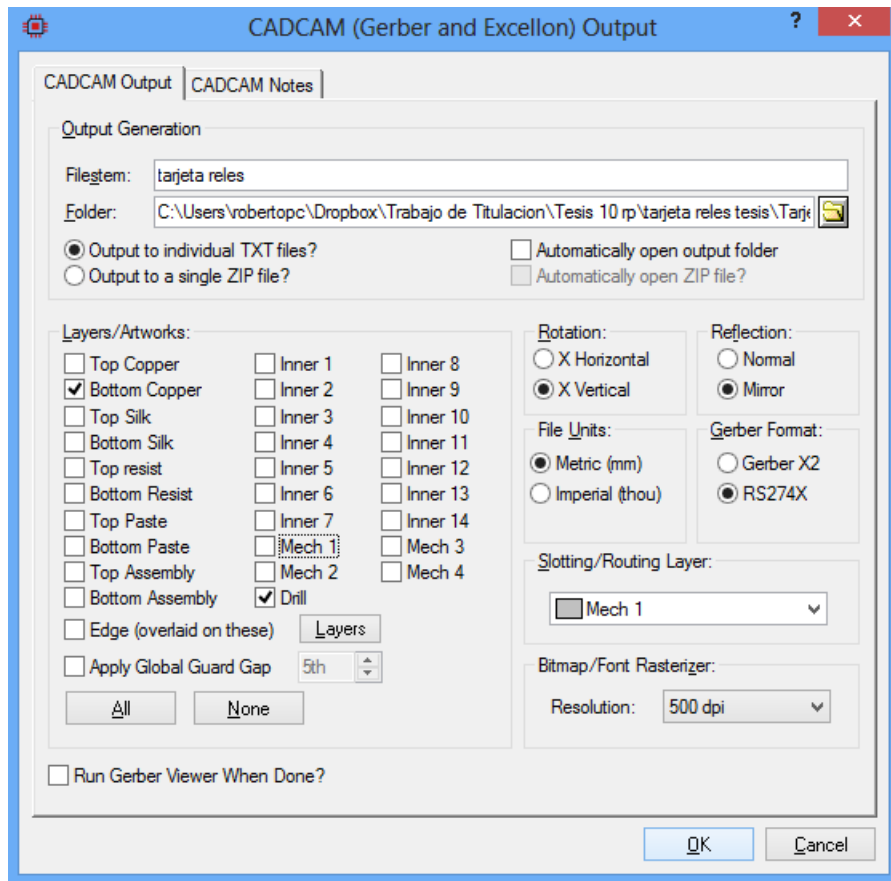 CADCAM (Gerber and Excellon) Output
?
×
CADCAM Output
CADCAM Notes
Output Generation
Filestem: tarjeta reles
Folder: C:\Users\robertopc\Dropbox\Trabajo de Titulacion\Tesis 10 rp\tarjeta reles tesis\Tarje
Output to individual TXT files?
Automatically open output folder
Output to a single ZIP file?
Automatically open ZIP file?
Layers/Artworks:
Top Copper Inner 1 Inner 8
Bottom Copper Inner 2 Inner 9
Top Silk Inner 3 Inner 10
Bottom Silk Inner 4 Inner 11
Top resist Inner 5 Inner 12
Bottom Resist Inner 6 Inner 13
Top Paste Inner 7 Inner 14
Bottom Paste Mech 1 Mech 3
Top Assembly Mech 2 Mech 4
Bottom Assembly Drill
Edge (overlaid on these) Layers
Apply Global Guard Gap 5th
All None
Rotation:
X Horizontal
X Vertical
Reflection:
Normal
Mirror
File Units:
Metric (mm)
Imperial (thou)
Gerber Format:
Gerber X2
RS274X
Slotting/Routing Layer:
Mech 1
Bitmap/Font Rasterizer:
Resolution: 500 dpi
Run Gerber Viewer When Done?
OK Cancel